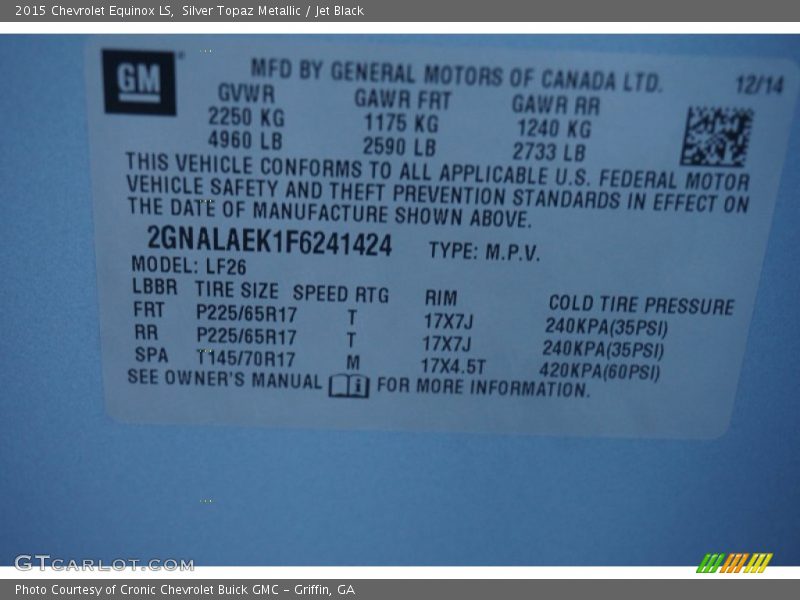 2015 Chevrolet Equinox LS, Silver Topaz Metallic / Jet Black
GM
MFD BY GENERAL MOTORS OF CANADA LTD. 12/14
GVWR GAWR FRT GAWR RR
2250 KG 1175 KG 1240 KG
4960 LB 2590 LB 2733 LB
THIS VEHICLE CONFORMS TO ALL APPLICABLE U.S. FEDERAL MOTOR
VEHICLE SAFETY AND THEFT PREVENTION STANDARDS IN EFFECT ON
THE DATE OF MANUFACTURE SHOWN ABOVE.
2GNALAEK1F6241424 TYPE: M.P.V.
MODEL: LF26
LBBR TIRE SIZE SPEED RTG RIM COLD TIRE PRESSURE
FRT P225/65R17 T 17X7J 240KPA(35PSI)
RR P225/65R17 T 17X7J 240KPA(35PSI)
SPA T145/70R17 M 17X4.5T 420KPA(60PSI)
SEE OWNER'S MANUAL i FOR MORE INFORMATION.
GTCARLOT.COM
Photo Courtesy of Cronic Chevrolet Buick GMC – Griffin, GA